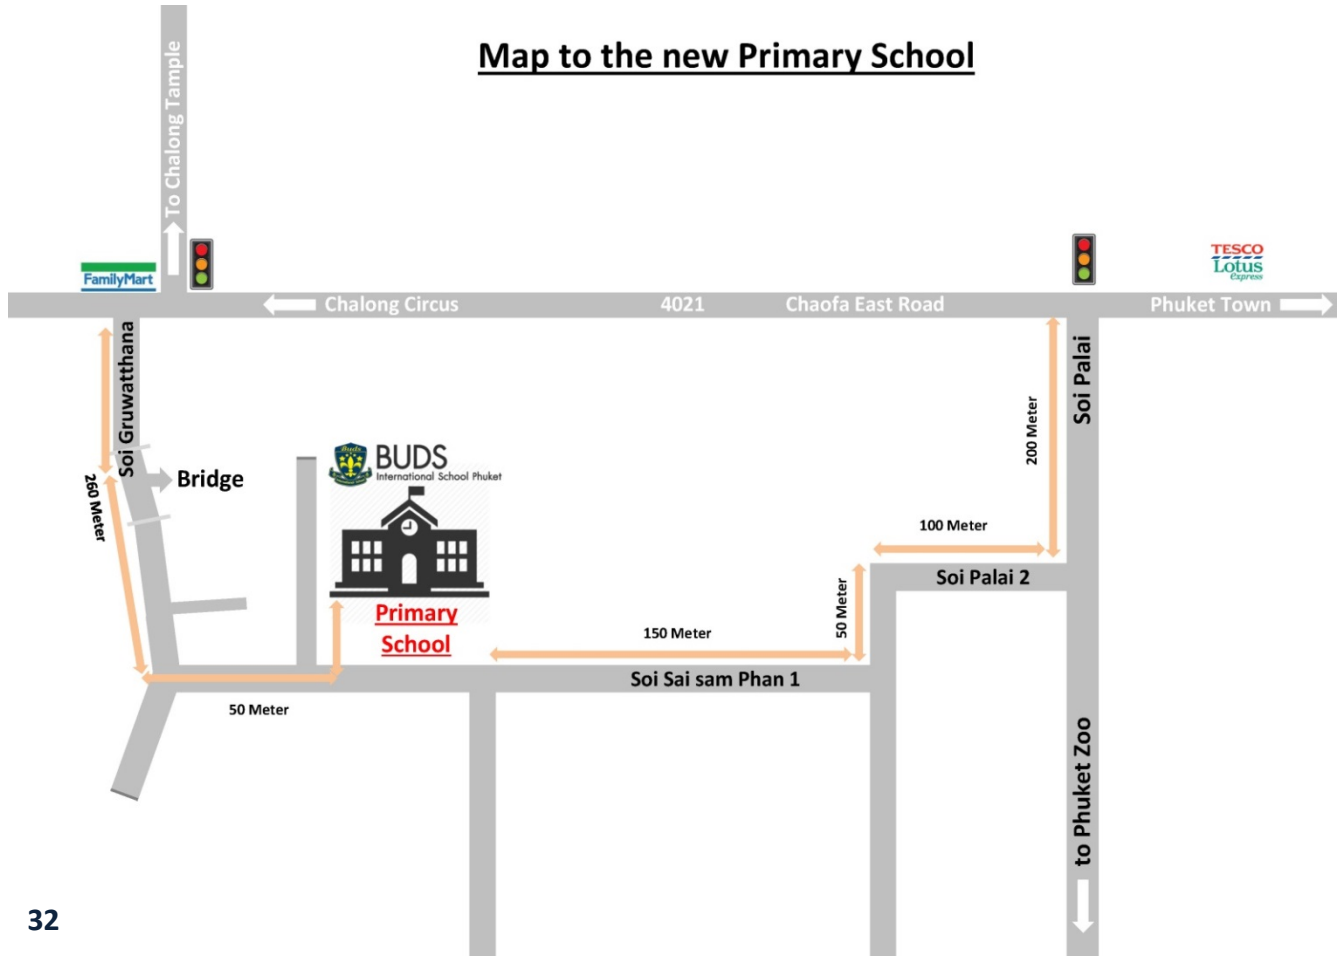 Map to the new Primary School
To Chalong Tample
FamilyMart
TESCO
Lotus
express
Chalong Circus
4021
Chaofa East Road
Phuket Town
Soi Gruwatthana
Soi Palai
200 Meter
BUDS
International School Phuket
Bridge
260 Meter
100 Meter
Soi Palai 2
50 Meter
Primary
School
150 Meter
Soi Sai sam Phan 1
50 Meter
to Phuket Zoo
32